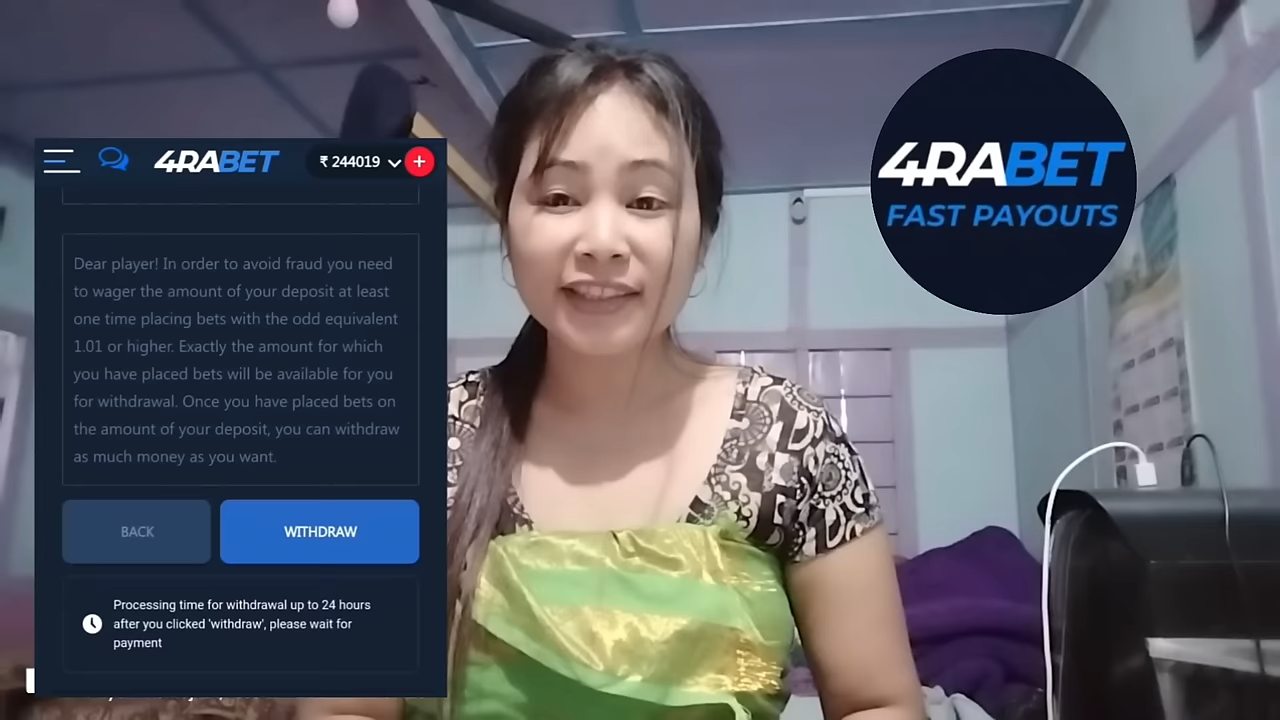 4RABET
₹ 244019
+
Dear player! In order to avoid fraud you need
to wager the amount of your deposit at least
one time placing bets with the odd equivalent
1.01 or higher. Exactly the amount for which
you have placed bets will be available for you
for withdrawal. Once you have placed bets on
the amount of your deposit, you can withdraw
as much money as you want.
BACK
WITHDRAW
Processing time for withdrawal up to 24 hours
after you clicked 'withdraw', please wait for
payment
4RABET
FAST PAYOUTS